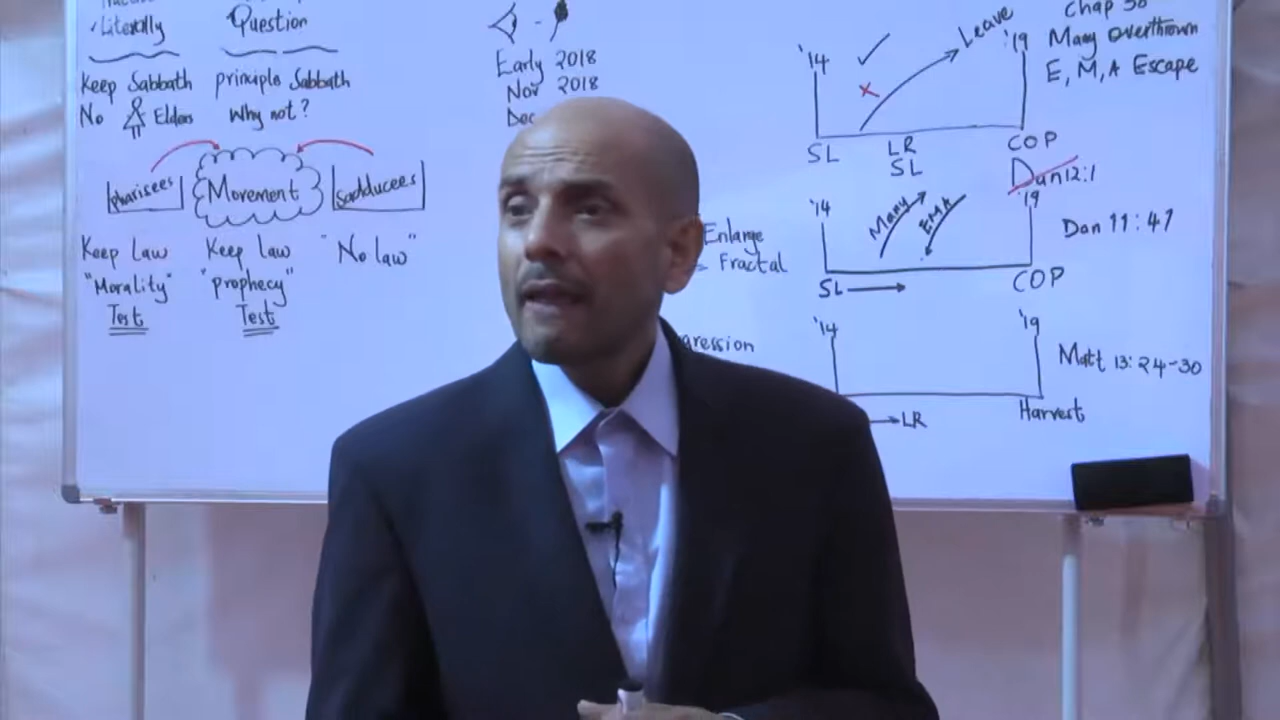 Literally
Question
Keep Sabbath
principle Sabbath
No Elders
Why not?
pharisees
Movement
Sadducees
Keep Law
"Morality"
Test
Keep Law
"prophecy"
Test
"No law"
Early 2018
Nov 2018
Dec
Enlarge
Fractal
'14
Leave
'19
SL
LR
SL
COP
Chap 30
Many overthrown
E, M, A Escape
Dan 12:1
'14
Many
EMA
'19
SL
COP
Dan 11:41
'14
'19
LR
Harvest
Matt 13:24-30